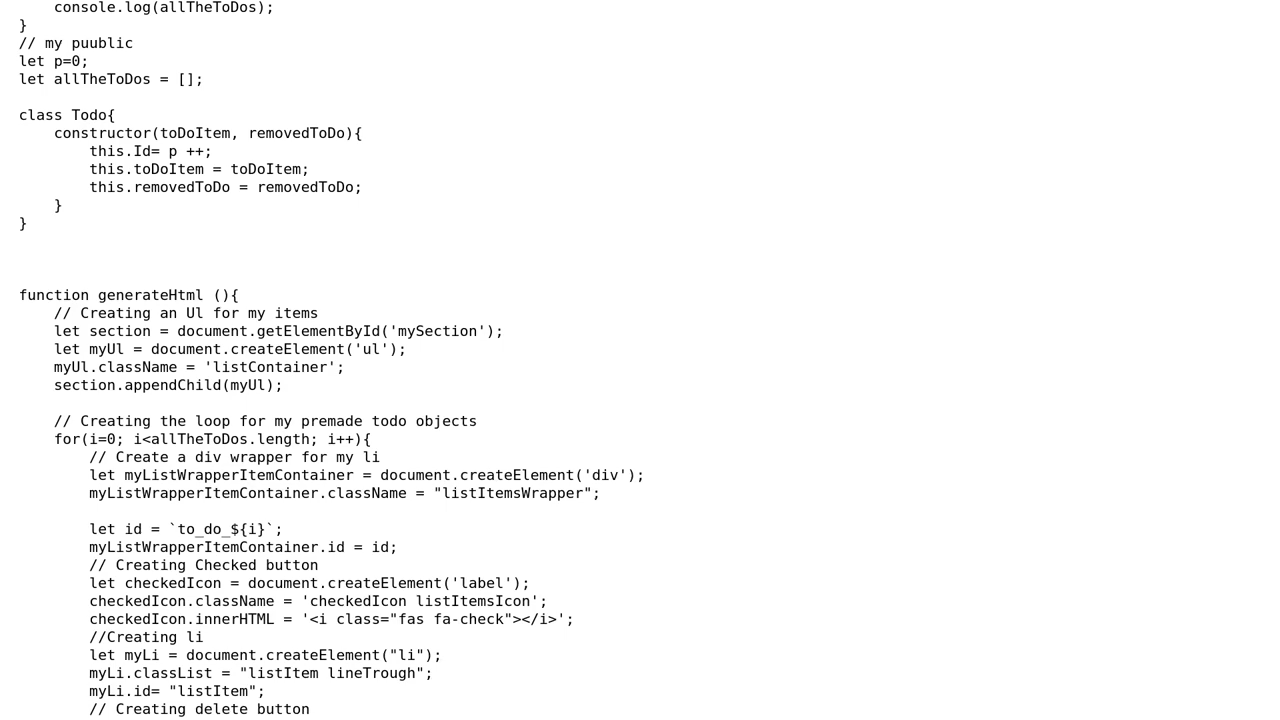 console.log(allTheToDos);
}
// my puublic
let p=0;
let allTheToDos = [];

class Todo{
    constructor(toDoItem, removedToDo){
        this.Id= p ++;
        this.toDoItem = toDoItem;
        this.removedToDo = removedToDo;
    }
}

function generateHtml (){
    // Creating an Ul for my items
    let section = document.getElementById('mySection');
    let myUl = document.createElement('ul');
    myUl.className = 'listContainer';
    section.appendChild(myUl);

    // Creating the loop for my premade todo objects
    for(i=0; i<allTheToDos.length; i++){
        // Create a div wrapper for my li
        let myListWrapperItemContainer = document.createElement('div');
        myListWrapperItemContainer.className = "listItemsWrapper";

        let id = `to_do_${i}`;
        myListWrapperItemContainer.id = id;
        // Creating Checked button
        let checkedIcon = document.createElement('label');
        checkedIcon.className = 'checkedIcon listItemsIcon';
        checkedIcon.innerHTML = '<i class="fas fa-check"></i>';
        //Creating li
        let myLi = document.createElement("li");
        myLi.classList = "listItem lineTrough";
        myLi.id= "listItem";
        // Creating delete button